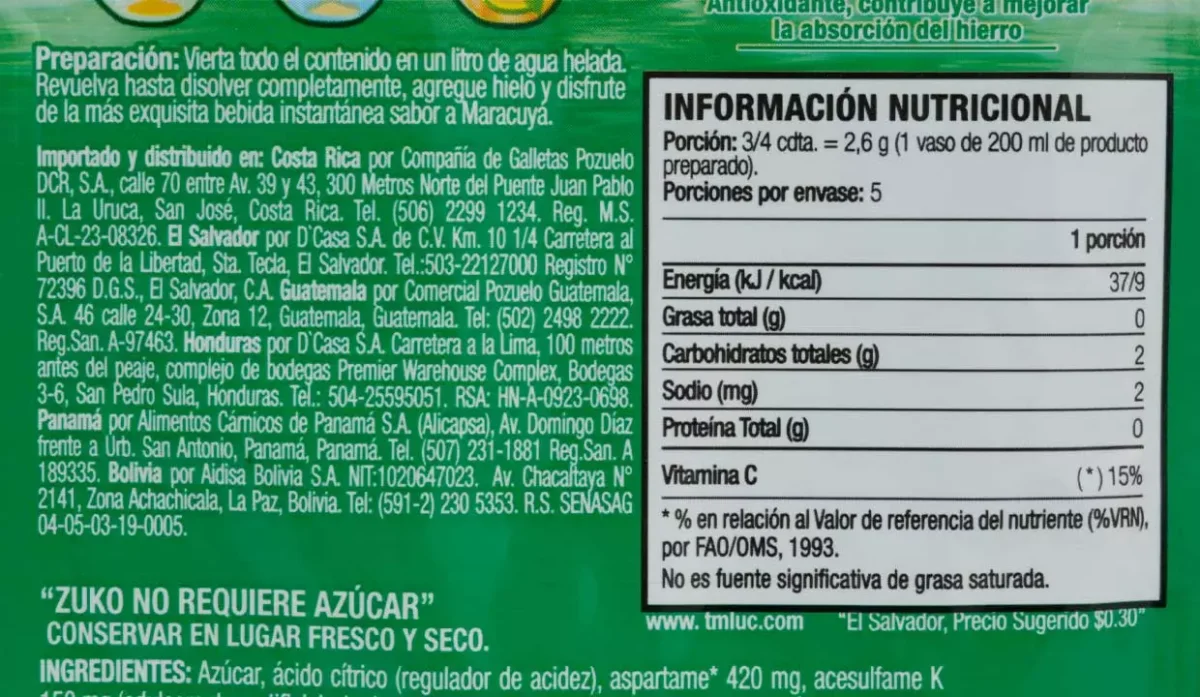 Antioxidante, contribuye a mejorar
la absorción del hierro
Preparación: Vierta todo el contenido en un litro de agua helada.
Revuelva hasta disolver completamente, agregue hielo y disfrute
de la más exquisita bebida instantánea sabor a Maracuyá.
Importado y distribuido en: Costa Rica por Compañía de Galletas Pozuelo
DCR, S.A., calle 70 entre Av. 39 y 43, 300 Metros Norte del Puente Juan Pablo
II. La Uruca, San José, Costa Rica. Tel. (506) 2299 1234. Reg. M.S.
A-CL-23-08326. El Salvador por D`Casa S.A. de C.V. Km. 10 1/4 Carretera al
Puerto de la Libertad, Sta. Tecla, El Salvador. Tel.:503-22127000 Registro N°
72396 D.G.S., El Salvador, C.A. Guatemala por Comercial Pozuelo Guatemala,
S.A. 46 calle 24-30, Zona 12, Guatemala, Guatemala. Tel: (502) 2498 2222.
Reg.San. A-97463. Honduras por D`Casa S.A. Carretera a la Lima, 100 metros
antes del peaje, complejo de bodegas Premier Warehouse Complex, Bodegas
3-6, San Pedro Sula, Honduras. Tel.: 504-25595051. RSA: HN-A-0923-0698.
Panamá por Alimentos Cárnicos de Panamá S.A. (Alicapsa), Av. Domingo Díaz
frente a Urb. San Antonio, Panamá, Panamá. Tel. (507) 231-1881 Reg.San. A
189335. Bolivia por Aidisa Bolivia S.A. NIT:1020647023. Av. Chacaltaya N°
2141, Zona Achachicala, La Paz, Bolivia. Tel: (591-2) 230 5353. R.S. SENASAG
04-05-03-19-0005.
"ZUKO NO REQUIERE AZÚCAR"
CONSERVAR EN LUGAR FRESCO Y SECO.
INGREDIENTES: Azúcar, ácido cítrico (regulador de acidez), aspartame* 420 mg, acesulfame K
INFORMACIÓN NUTRICIONAL
Porción: 3/4 cdta. = 2,6 g (1 vaso de 200 ml de producto
preparado).
Porciones por envase: 5
1 porción
Energía (kJ / kcal) 37/9
Grasa total (g) 0
Carbohidratos totales (g) 2
Sodio (mg) 2
Proteína Total (g) 0
Vitamina C (*) 15%
* % en relación al Valor de referencia del nutriente (%VRN),
por FAO/OMS, 1993.
No es fuente significativa de grasa saturada.
www. tmluc.com "El Salvador, Precio Sugerido $0.30"